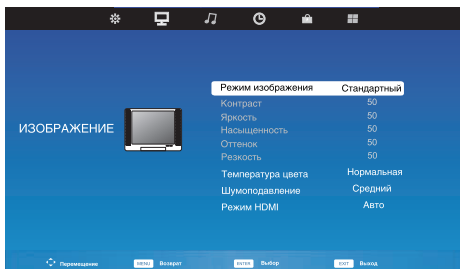 Режим изображения Стандартный
Контраст 50
Яркость 50
ИЗОБРАЖЕНИЕ
Насыщенность 50
Оттенок 50
Резкость 50
Температура цвета Нормальная
Шумоподавление Средний
Режим HDMI Авто
Перемещение MENU Возврат ENTER Выбор EXIT Выход